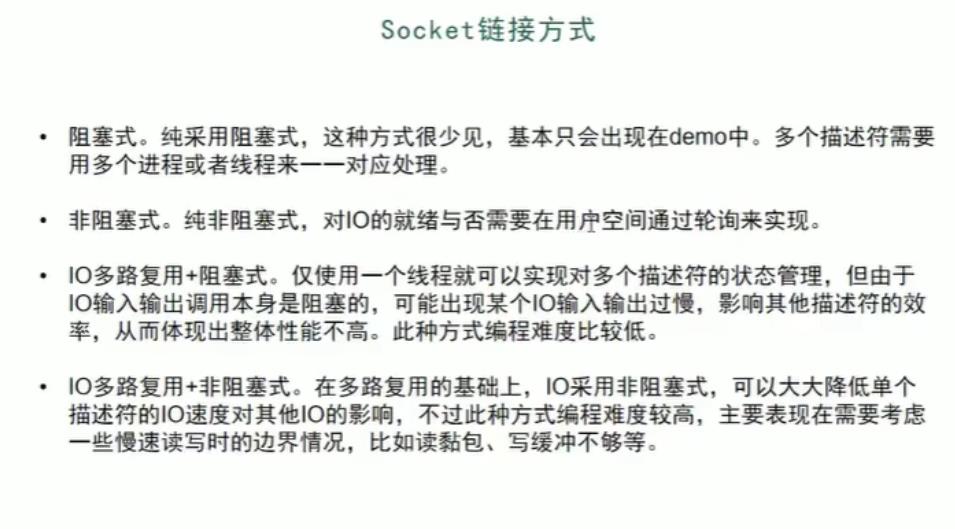 Socket链接方式
• 阻塞式。纯采用阻塞式，这种方式很少见，基本只会出现在demo中。多个描述符需要
用多个进程或者线程来一一对应处理。
• 非阻塞式。纯非阻塞式，对IO的就绪与否需要在用户空间通过轮询来实现。
• IO多路复用+阻塞式。仅使用一个线程就可以实现对多个描述符的状态管理，但由于
IO输入输出调用本身是阻塞的，可能出现某个IO输入输出过慢，影响其他描述符的效
率，从而体现出整体性能不高。此种方式编程难度比较低。
• IO多路复用+非阻塞式。在多路复用的基础上，IO采用非阻塞式，可以大大降低单个
描述符的IO速度对其他IO的影响，不过此种方式编程难度较高，主要表现在需要考虑
一些慢速读写时的边界情况，比如读黏包、写缓冲不够等。